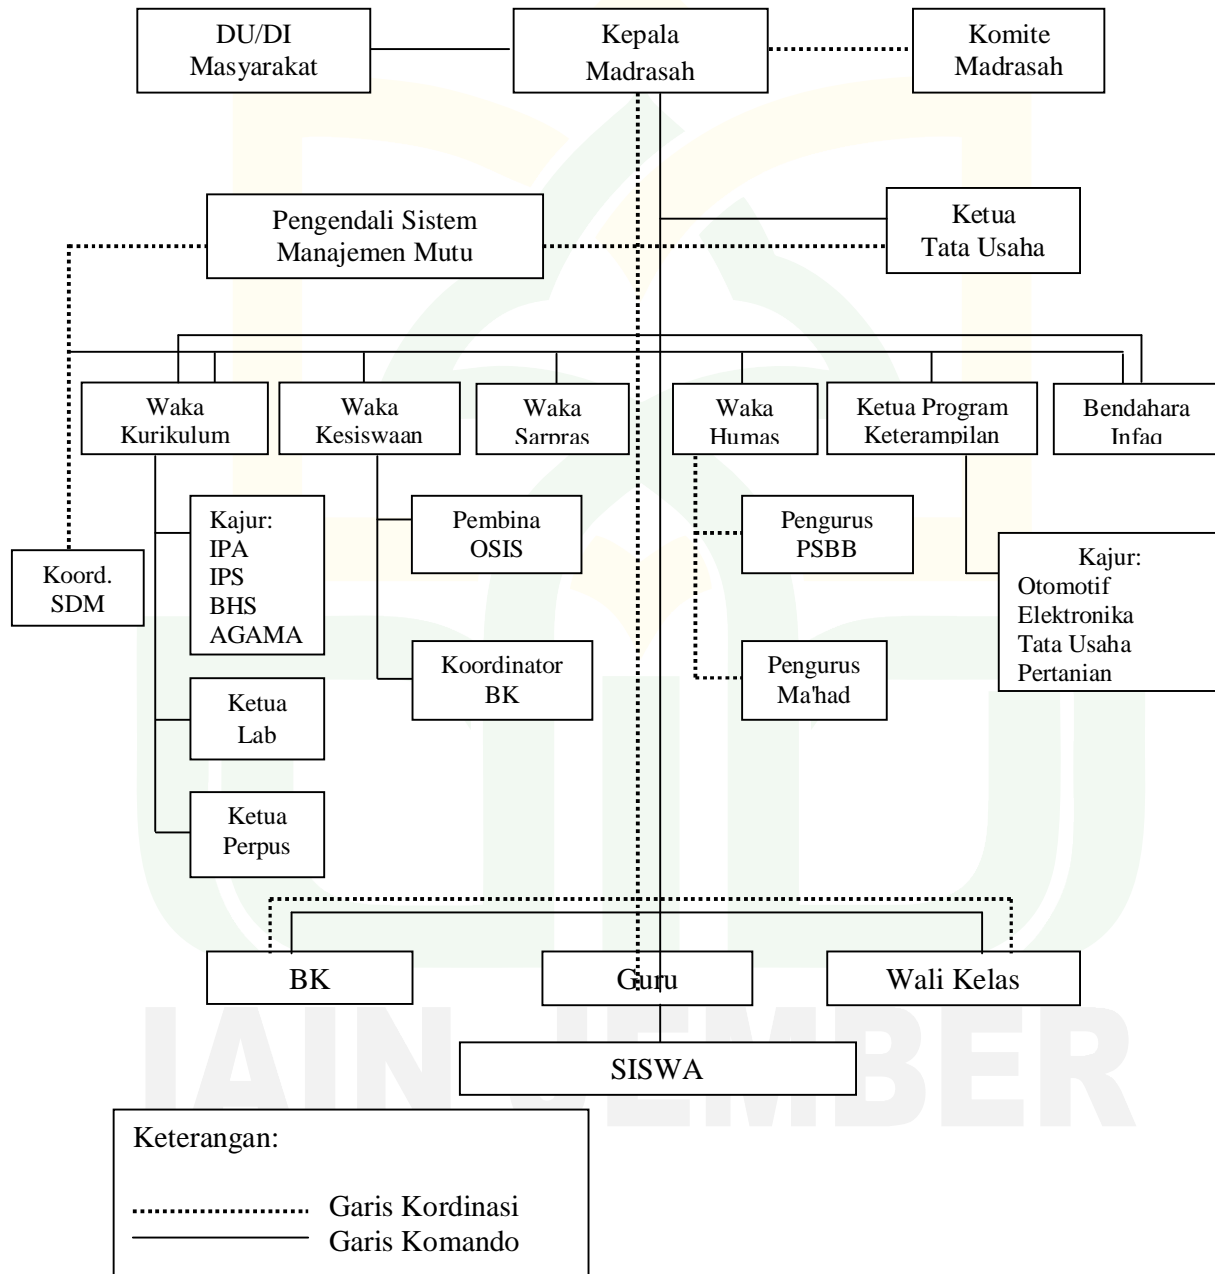 DU/DI
Masyarakat
Kepala
Madrasah
Komite
Madrasah
Pengendali Sistem
Manajemen Mutu
Ketua
Tata Usaha
Waka
Kurikulum
Waka
Kesiswaan
Waka
Sarpras
Waka
Humas
Ketua Program
Keterampilan
Bendahara
Infaq
Koord.
SDM
Kajur:
IPA
IPS
BHS
AGAMA
Ketua
Lab
Ketua
Perpus
Pembina
OSIS
Koordinator
BK
Pengurus
PSBB
Pengurus
Ma'had
Kajur:
Otomotif
Elektronika
Tata Usaha
Pertanian
BK
Guru
Wali Kelas
SISWA
IAIN JEMBER
Keterangan:
Garis Kordinasi
Garis Komando